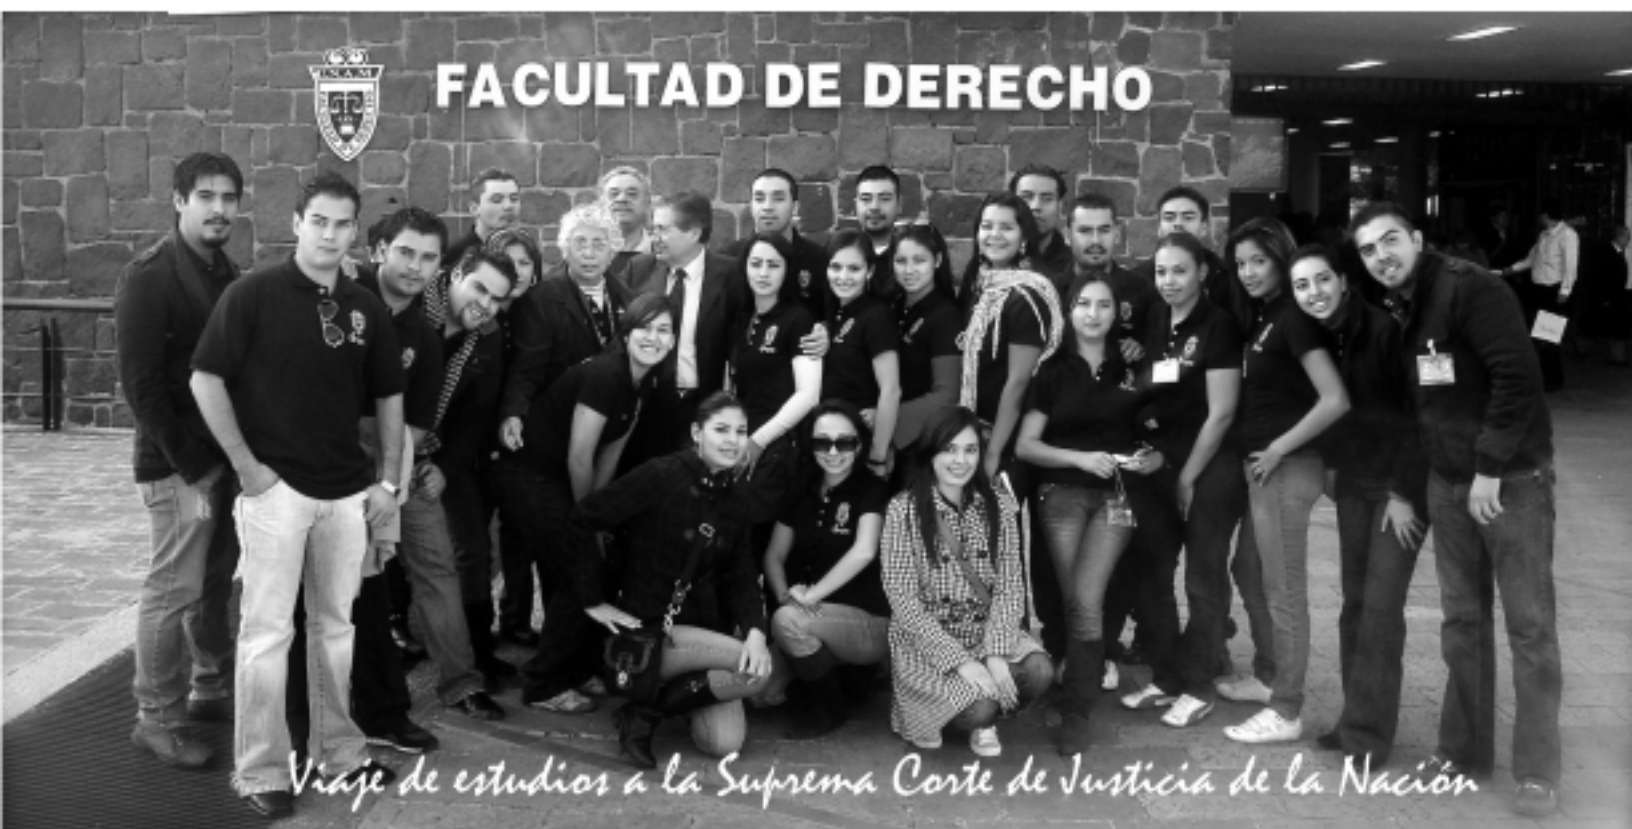 U.N.A.M
FACULTAD DE DERECHO
Viaje de estudios a la Suprema Corte de Justicia de la Nación